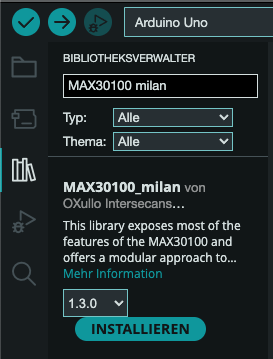 Arduino Uno
BIBLIOTHEKSVERWALTER
MAX30100 milan
Typ: Alle
Thema: Alle
MAX30100_milan von
OXullo Intersecans…
This library exposes most of the
features of the MAX30100 and
offers a modular approach to…
Mehr Information
1.3.0
INSTALLIEREN